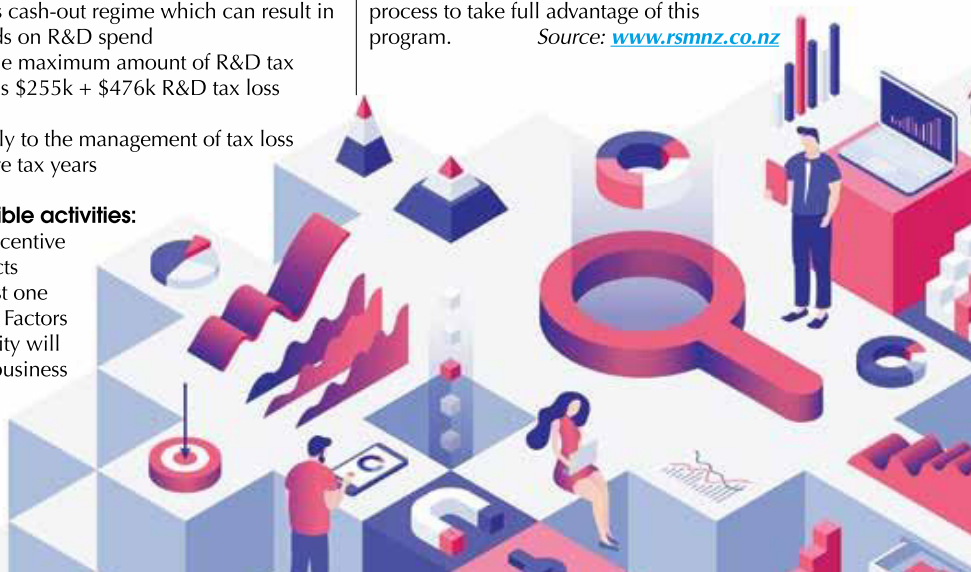 s cash-out regime which can result in
ds on R&D spend
e maximum amount of R&D tax
s $255k + $476k R&D tax loss
ly to the management of tax loss
e tax years
ible activities:
centive
cts
st one
Factors
ity will
business
process to take full advantage of this
program. Source: www.rsmnz.co.nz